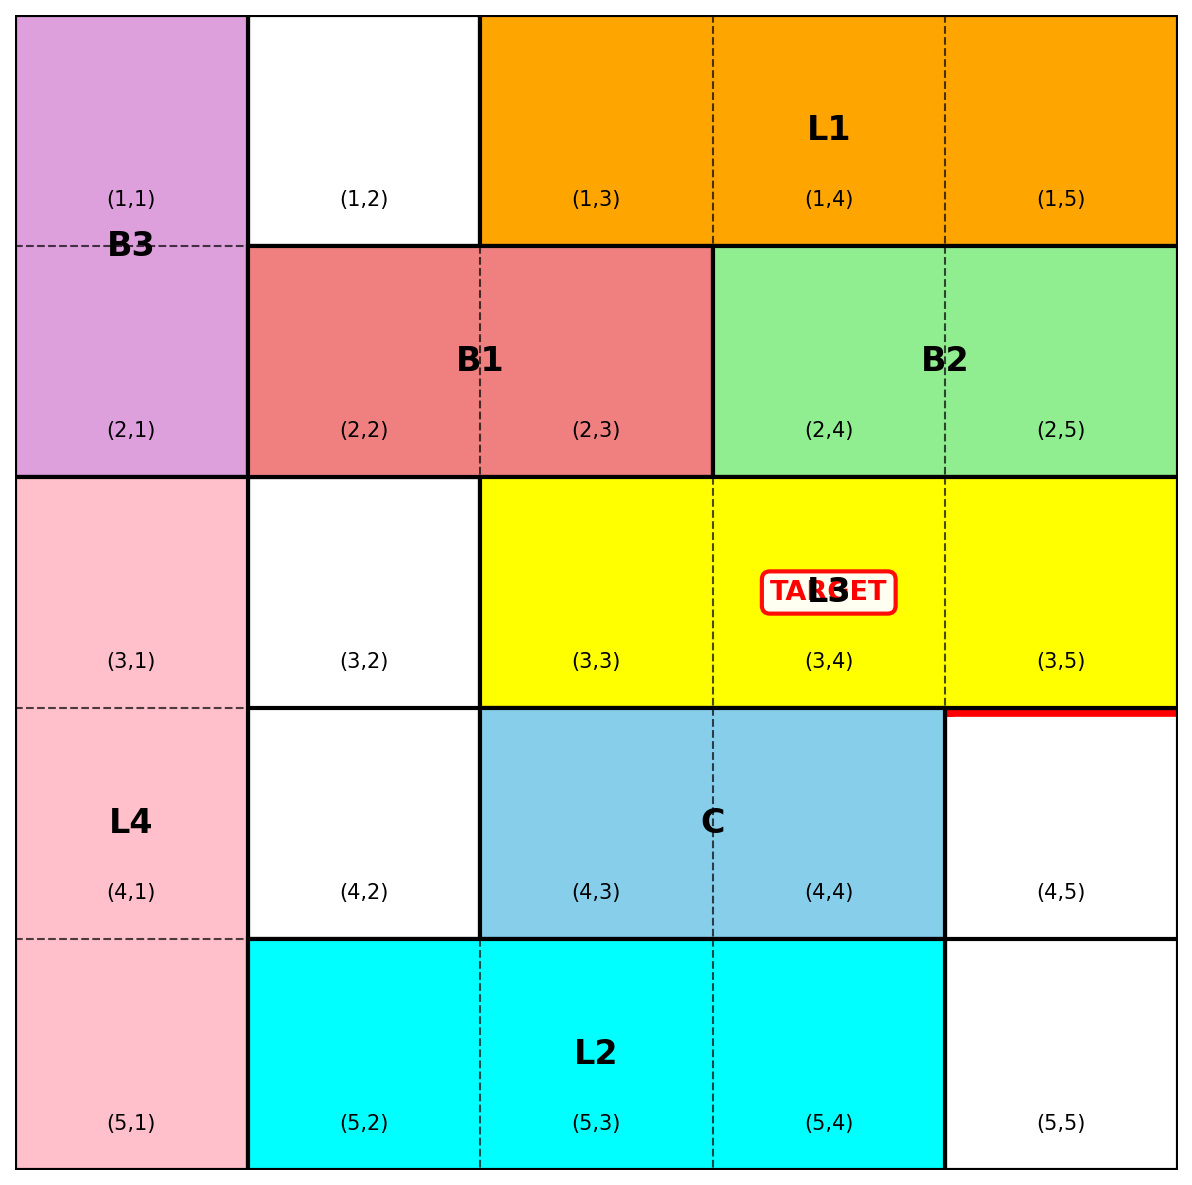 L1
(1,1) (1,2) (1,3) (1,4) (1,5)
B3
B1 B2
(2,1) (2,2) (2,3) (2,4) (2,5)
TARGET
L3
(3,1) (3,2) (3,3) (3,4) (3,5)
L4 C
(4,1) (4,2) (4,3) (4,4) (4,5)
L2
(5,1) (5,2) (5,3) (5,4) (5,5)